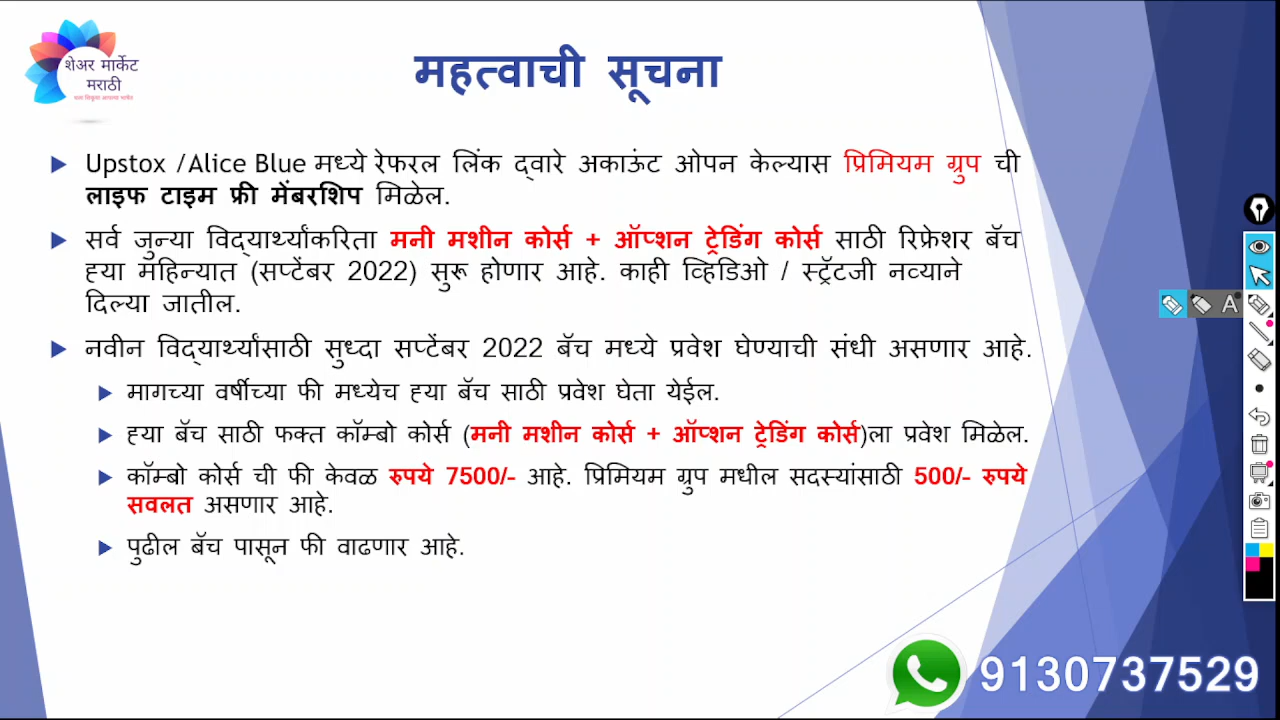 शेअर मार्केट
मराठी
महत्वाची सूचना
Upstox /Alice Blue मध्ये रेफरल लिंक द्वारे अकाऊंट ओपन केल्यास प्रिमियम ग्रुप ची
लाइफ टाइम फ्री मेंबरशिप मिळेल.
सर्व जुन्या विद्यार्थ्यांकरिता मनी मशीन कोर्स + ऑप्शन ट्रेडिंग कोर्स साठी रिफ्रेशर बॅच
ह्या महिन्यात (सप्टेंबर 2022) सुरू होणार आहे. काही व्हिडिओ / स्ट्रॅटजी नव्याने
दिल्या जातील.
नवीन विद्यार्थ्यांसाठी सुध्दा सप्टेंबर 2022 बॅच मध्ये प्रवेश घेण्याची संधी असणार आहे.
मागच्या वर्षीच्या फी मध्येच ह्या बॅच साठी प्रवेश घेता येईल.
ह्या बॅच साठी फक्त कॉम्बो कोर्स (मनी मशीन कोर्स + ऑप्शन ट्रेडिंग कोर्स)ला प्रवेश मिळेल.
कॉम्बो कोर्स ची फी केवळ रुपये 7500/- आहे. प्रिमियम ग्रुप मधील सदस्यांसाठी 500/- रुपये
सवलत असणार आहे.
पुढील बॅच पासून फी वाढणार आहे.
A
9130737529